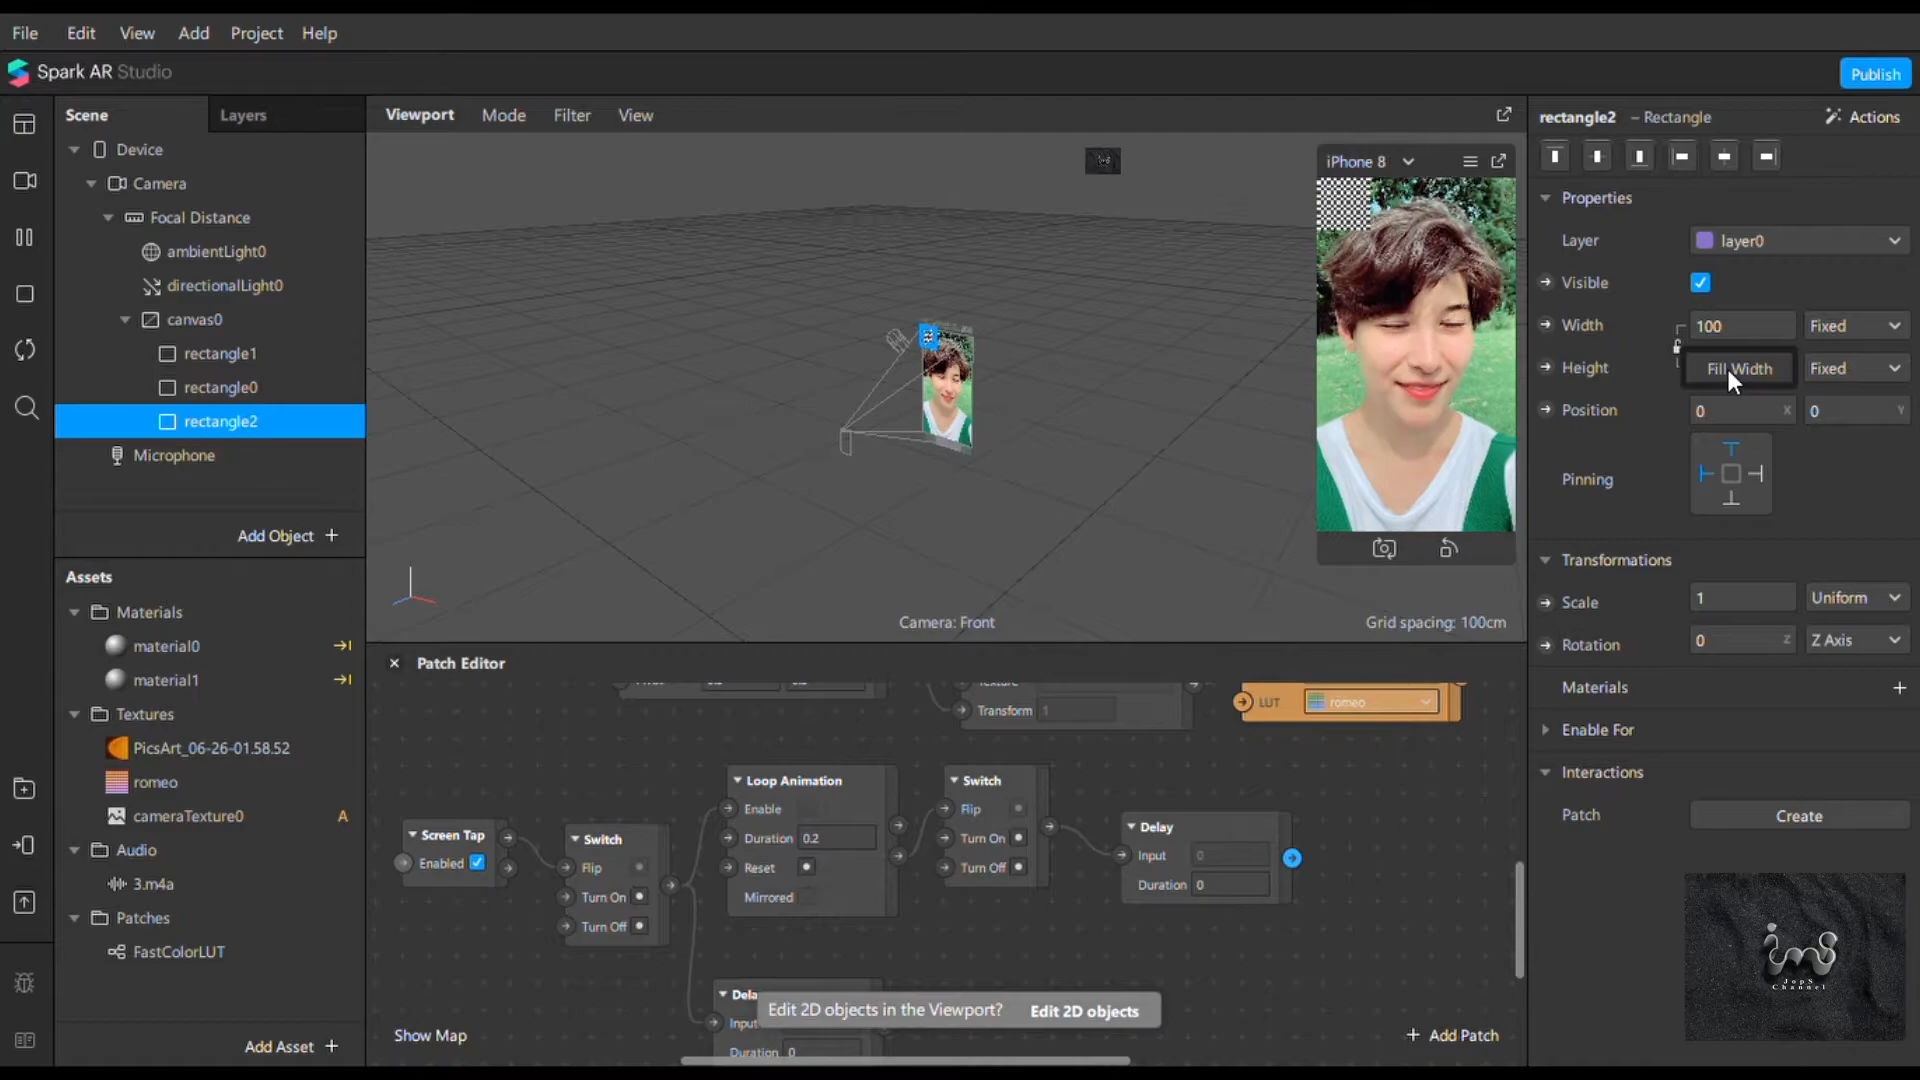 File Edit View Add Project Help
Spark AR Studio
Publish
Scene Layers
Device
Camera
Focal Distance
ambientLight0
directionalLight0
canvas0
rectangle1
rectangle0
rectangle2
Microphone
Add Object +
Assets
Materials
material0
material1
Textures
PicsArt_06-26-01.58.52
romeo
cameraTexture0 A
Audio
3.m4a
Patches
FastColorLUT
Add Asset +
Viewport Mode Filter View
iPhone 8
Camera: Front
Grid spacing: 100cm
Patch Editor
Transform 1
LUT romeo
Screen Tap
Enabled
Switch
Flip
Turn On
Turn Off
Loop Animation
Enable
Duration 0.2
Reset
Mirrored
Switch
Flip
Turn On
Turn Off
Delay
Input 0
Duration 0
Input
Duration 0
Edit 2D objects in the Viewport? Edit 2D objects
Show Map
+ Add Patch
rectangle2 – Rectangle Actions
Properties
Layer layer0
Visible
Width 100 Fixed
Height Fill Width Fixed
Position 0 X 0 Y
Pinning
Transformations
Scale 1 Uniform
Rotation 0 Z Z Axis
Materials +
Enable For
Interactions
Patch Create
JopS
Channel